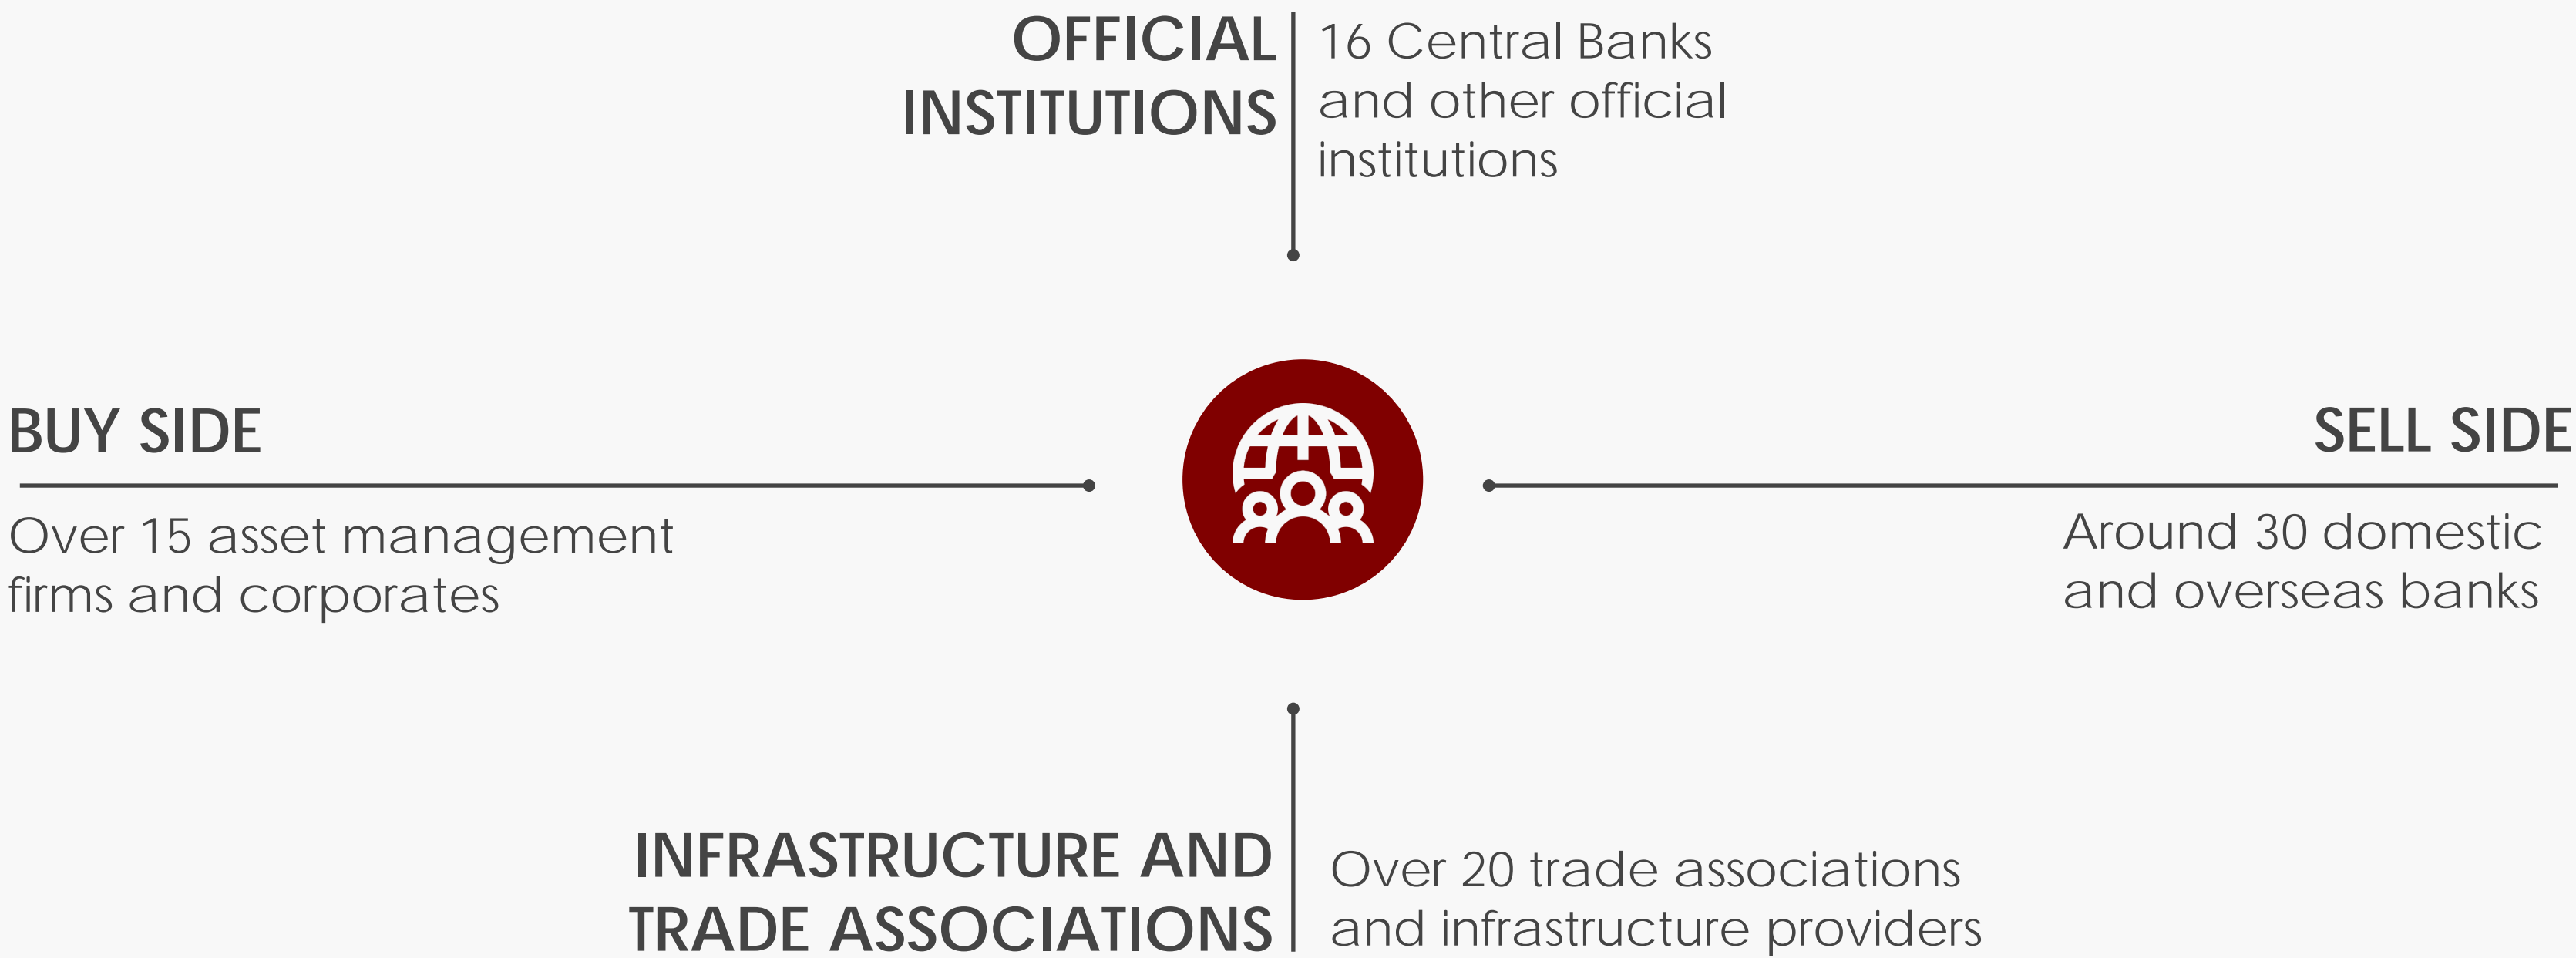 OFFICIAL
INSTITUTIONS
16 Central Banks
and other official
institutions
BUY SIDE
Over 15 asset management
firms and corporates
SELL SIDE
Around 30 domestic
and overseas banks
INFRASTRUCTURE AND
TRADE ASSOCIATIONS
Over 20 trade associations
and infrastructure providers